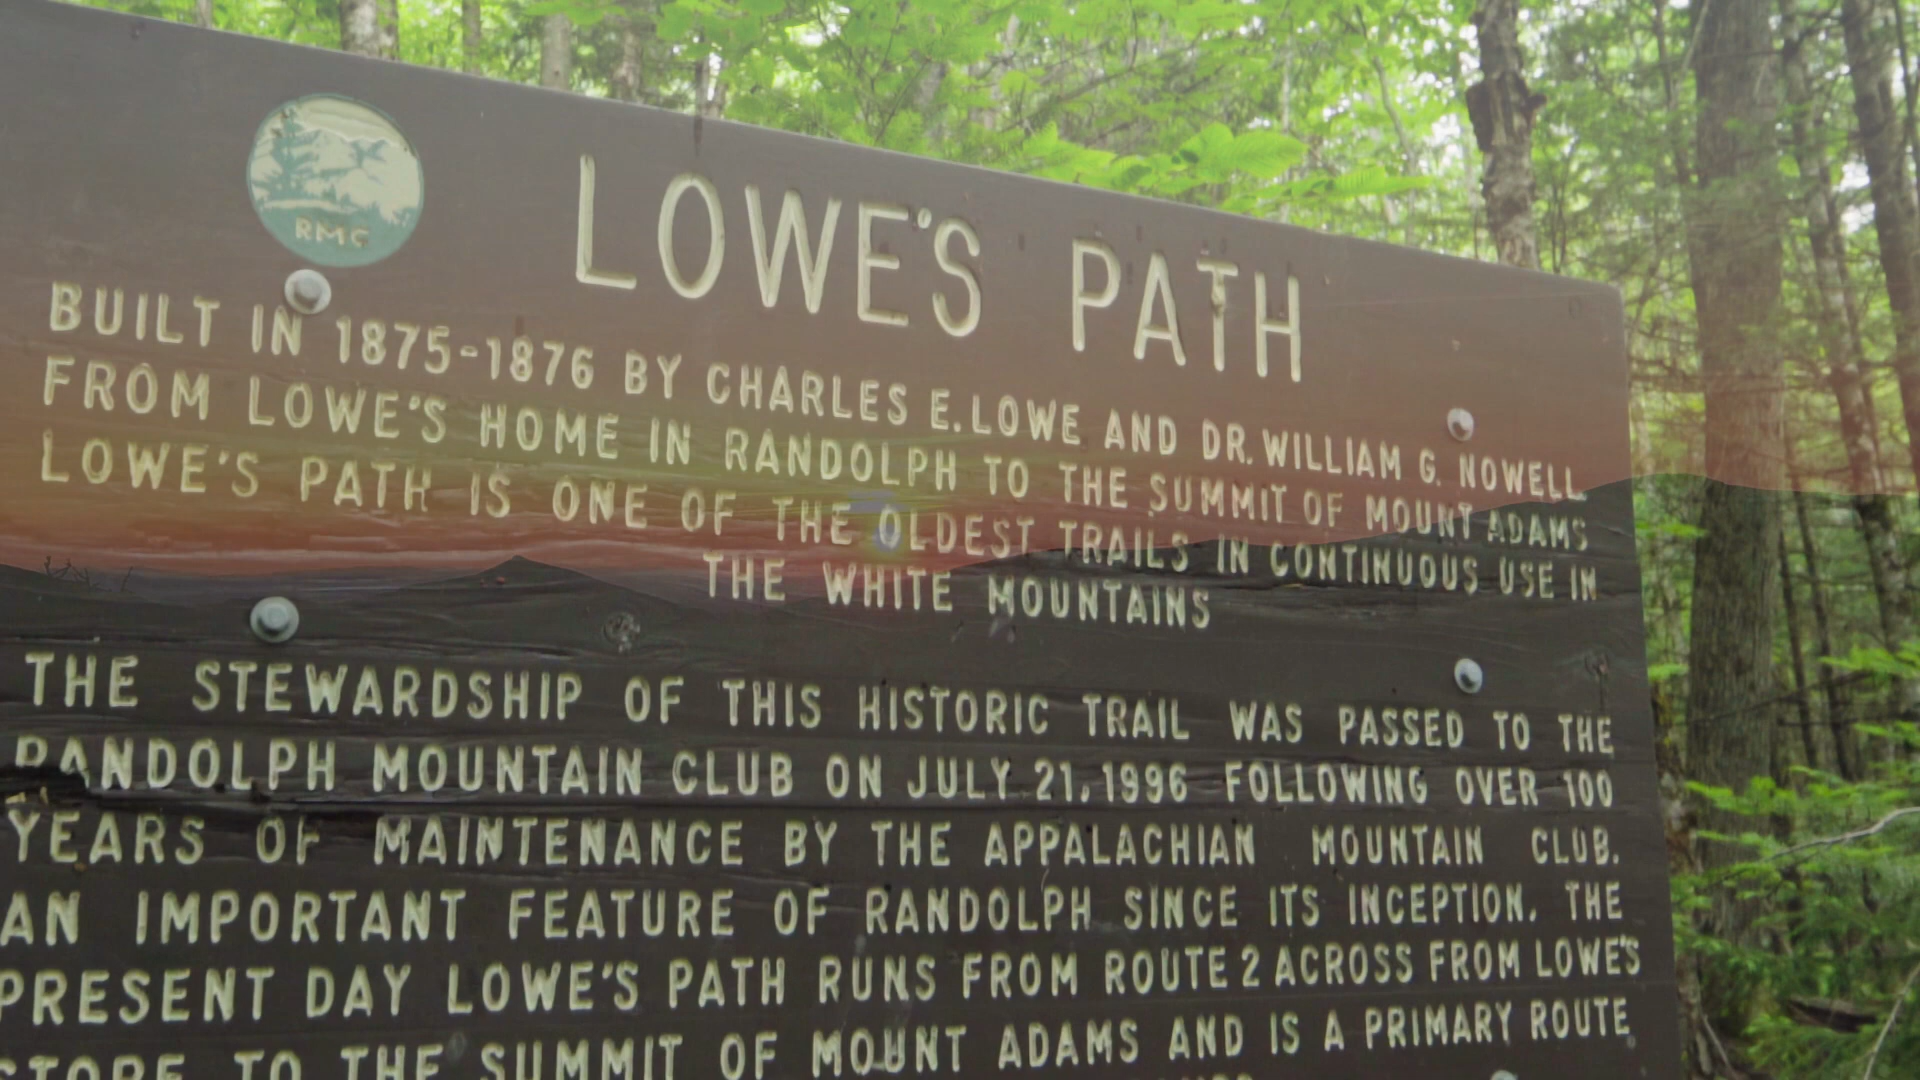 RMC
LOWE'S PATH
BUILT IN 1875-1876 BY CHARLES E. LOWE AND DR. WILLIAM G. NOWELL
FROM LOWE'S HOME IN RANDOLPH TO THE SUMMIT OF MOUNT ADAMS
LOWE'S PATH IS ONE OF THE OLDEST TRAILS IN CONTINUOUS USE IN
THE WHITE MOUNTAINS
THE STEWARDSHIP OF THIS HISTORIC TRAIL WAS PASSED TO THE
RANDOLPH MOUNTAIN CLUB ON JULY 21, 1996 FOLLOWING OVER 100
YEARS OF MAINTENANCE BY THE APPALACHIAN MOUNTAIN CLUB.
AN IMPORTANT FEATURE OF RANDOLPH SINCE ITS INCEPTION. THE
PRESENT DAY LOWE'S PATH RUNS FROM ROUTE 2 ACROSS FROM LOWE'S
STORE TO THE SUMMIT OF MOUNT ADAMS AND IS A PRIMARY ROUTE